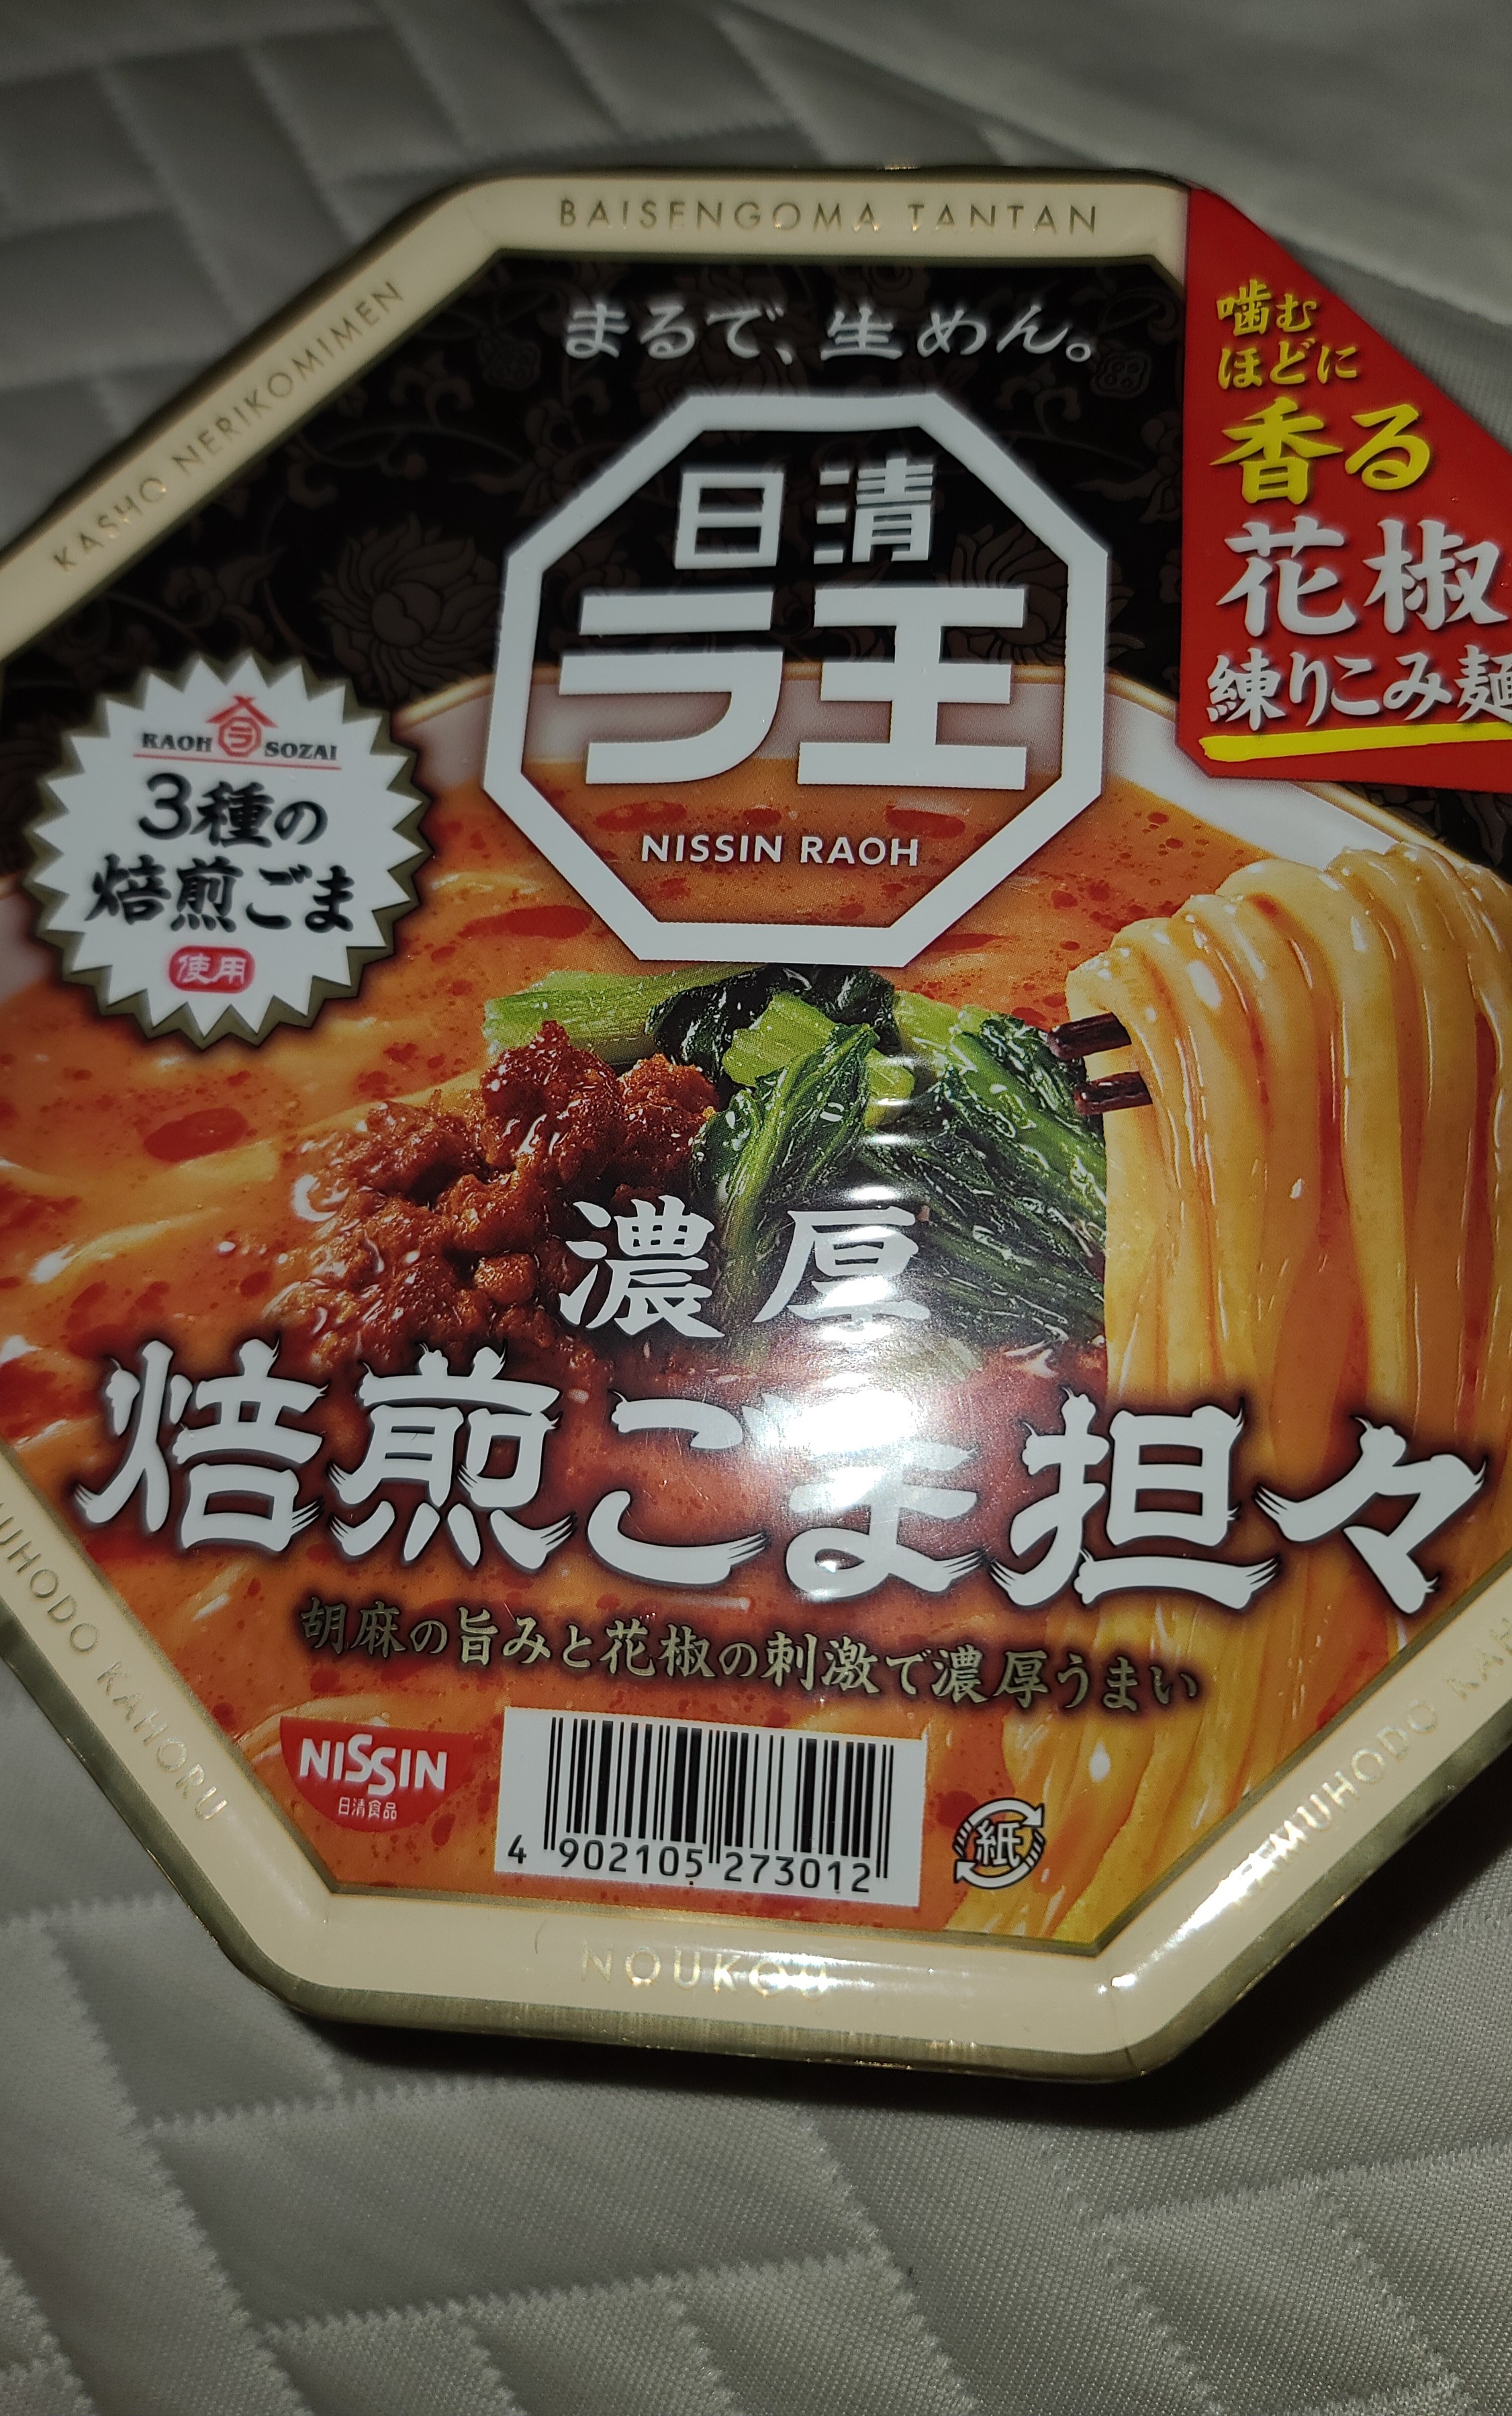 BAISENGOMA TANTAN
KASHO NERIKOMIMEN
まるで、生めん。
噛む
ほどに
香る
花椒
練りこみ麺
日清
ラ王
NISSIN RAOH
RAOH ラ SOZAI
3種の
焙煎ごま
使用
濃厚
焙煎ごま担々
胡麻の旨みと花椒の刺激で濃厚うまい
NISSIN
日清食品
4 902105 273012
紙
UHODO KAHORU
KAMUHODO KAH
NOUKOU